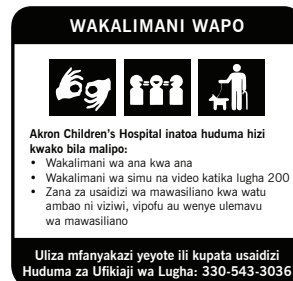 WAKALIMANI WAPO
Akron Children's Hospital inatoa huduma hizi
kwako bila malipo:
• Wakalimani wa ana kwa ana
• Wakalimani wa simu na video katika lugha 200
• Zana za usaidizi wa mawasiliano kwa watu
ambao ni viziwi, vipofu au wenye ulemavu
wa mawasiliano
Uliza mfanyakazi yeyote ili kupata usaidizi
Huduma za Ufikiaji wa Lugha: 330-543-3036